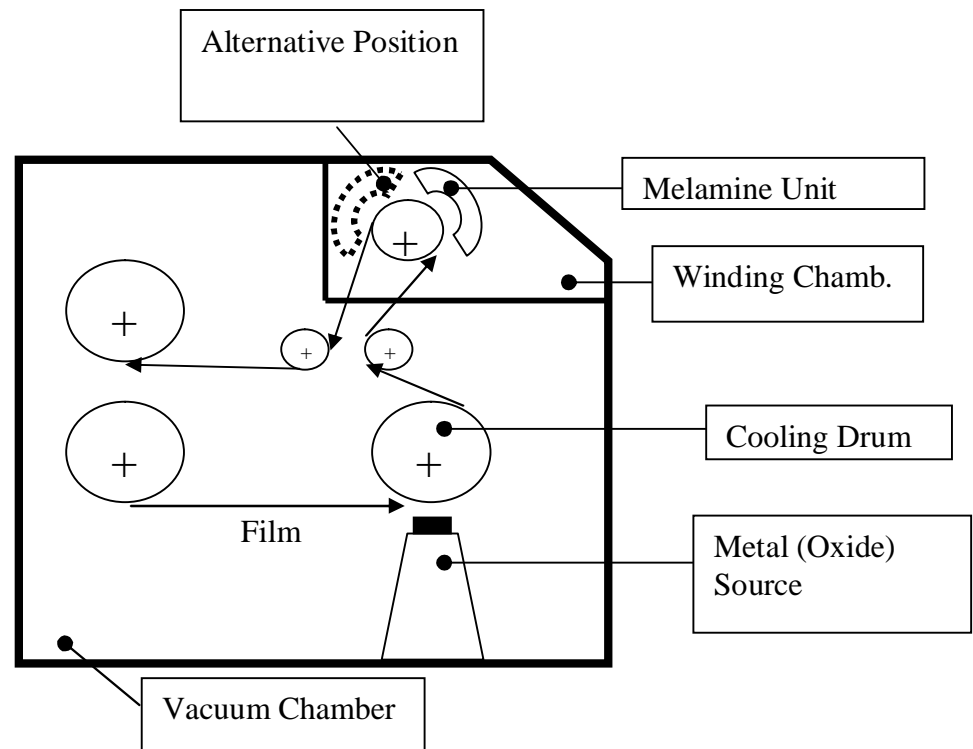 Alternative Position
Melamine Unit
Winding Chamb.
Cooling Drum
Film
Metal (Oxide)
Source
Vacuum Chamber